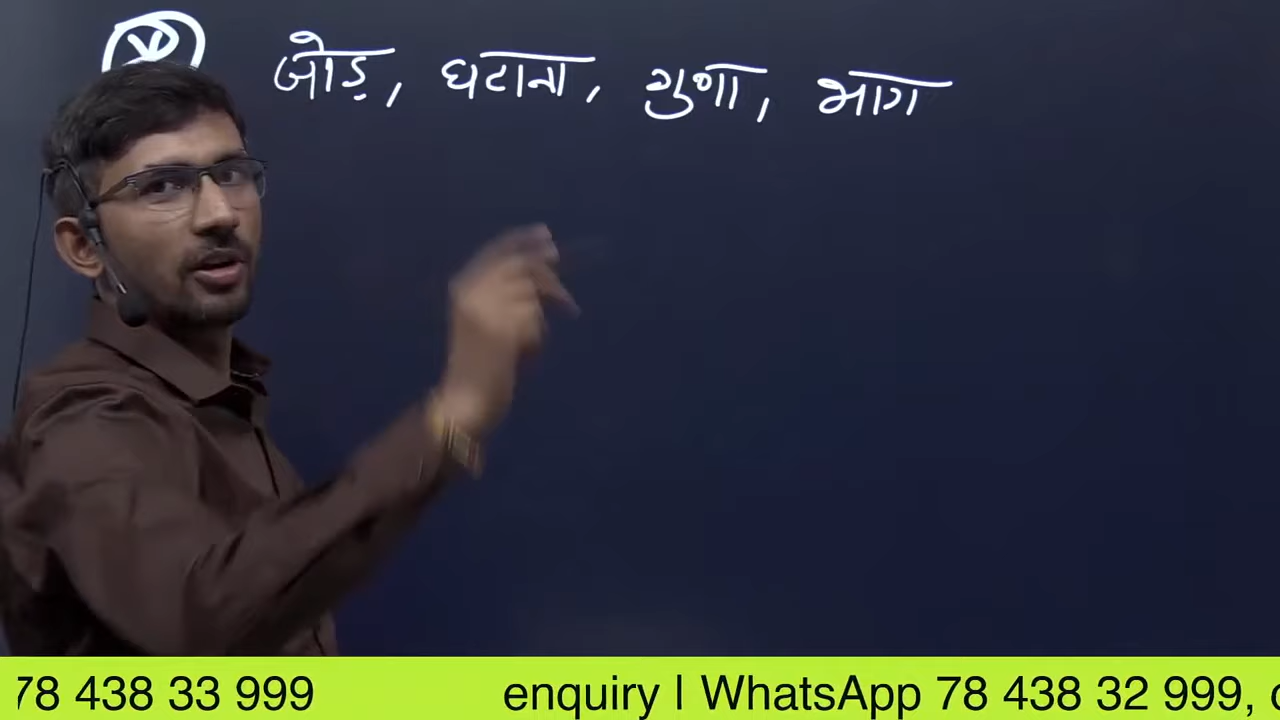 जोड़, घटाना, गुणा, भाग
78 438 33 999 enquiry | WhatsApp 78 438 32 999,